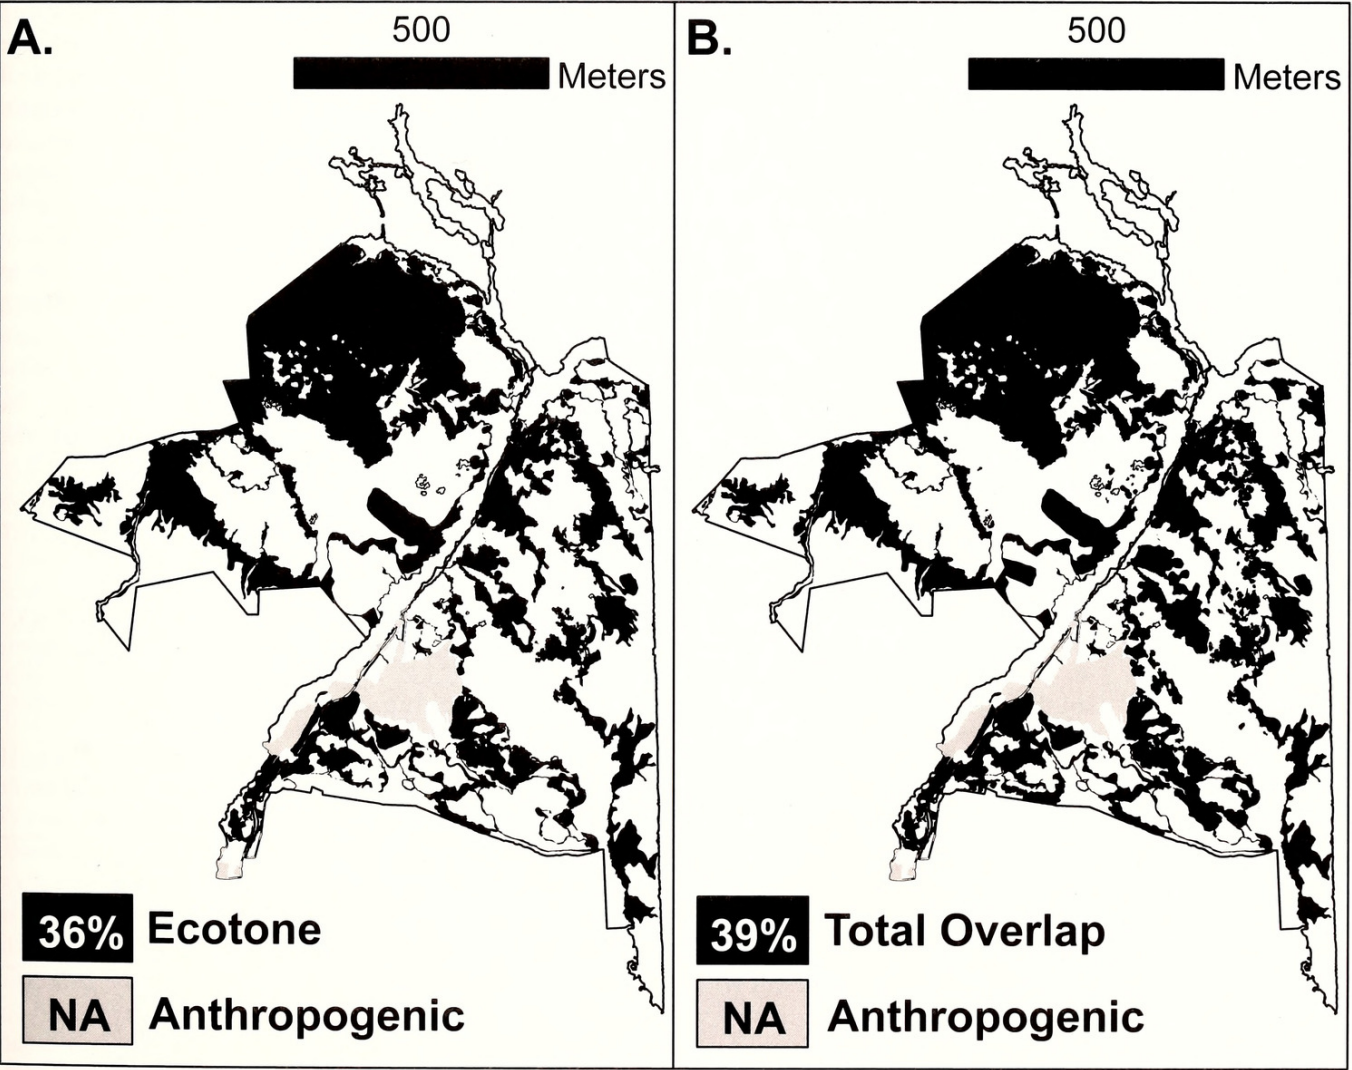 A.
500
Meters
36% Ecotone
NA Anthropogenic
B.
500
Meters
39% Total Overlap
NA Anthropogenic